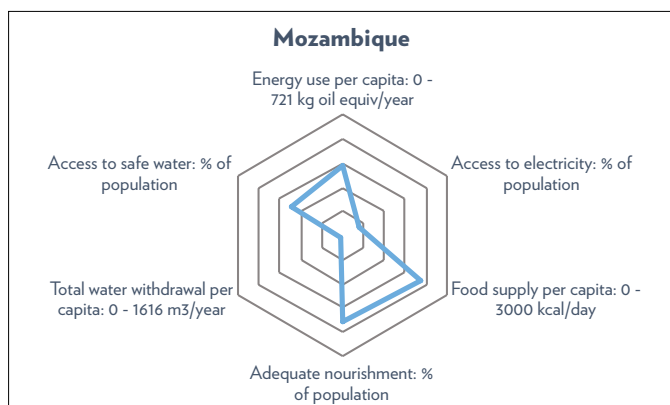 Mozambique
Energy use per capita: 0 -
721 kg oil equiv/year
Access to safe water: % of
population
Access to electricity: % of
population
Total water withdrawal per
capita: 0 - 1616 m3/year
Food supply per capita: 0 -
3000 kcal/day
Adequate nourishment: %
of population